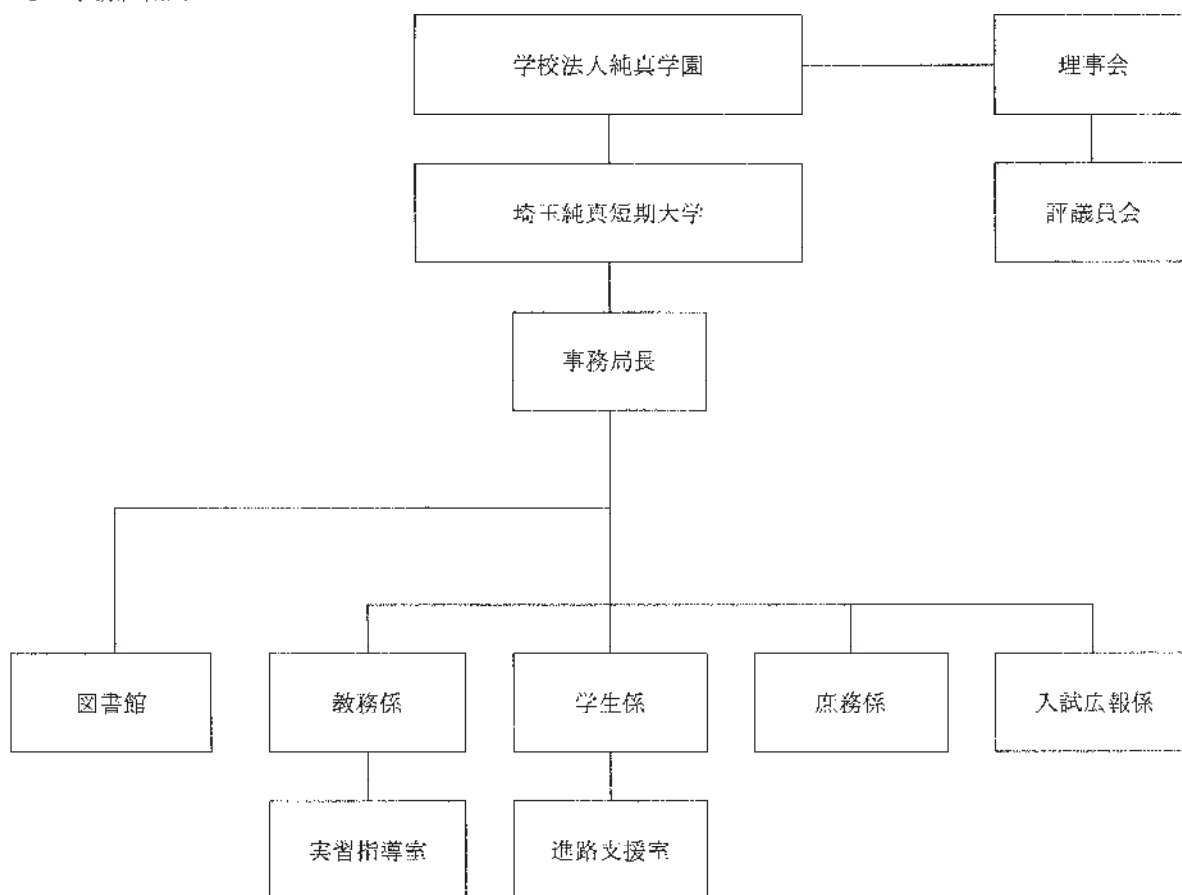 学校法人純真学園
理事会
埼玉純真短期大学
評議員会
事務局長
図書館
教務係
学生係
庶務係
入試広報係
実習指導室
進路支援室